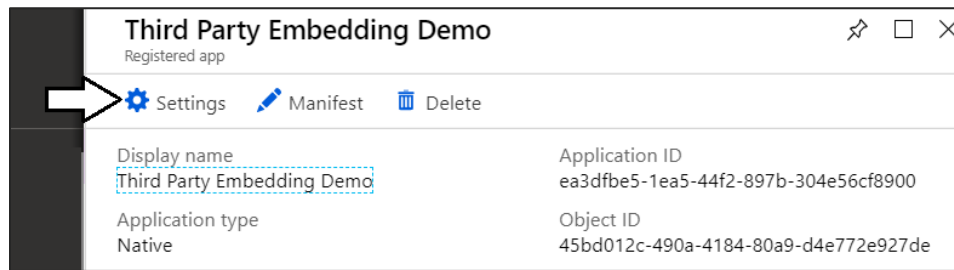 Third Party Embedding Demo
Registered app
Settings Manifest Delete
Display name
Third Party Embedding Demo
Application ID
ea3dfbe5-1ea5-44f2-897b-304e56cf8900
Application type
Native
Object ID
45bd012c-490a-4184-80a9-d4e772e927de